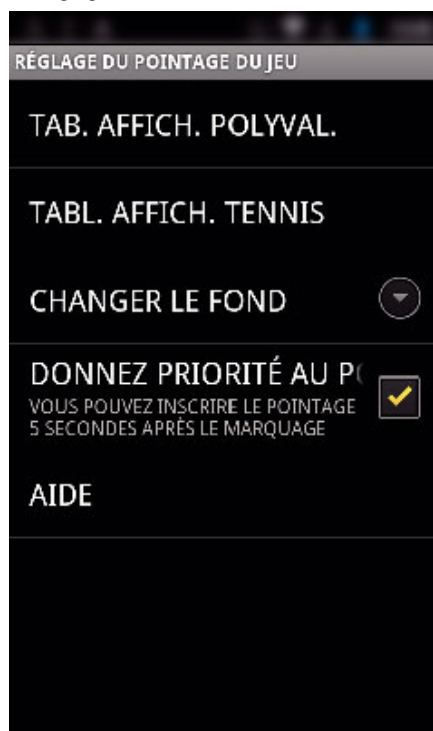 RÉGLAGE DU POINTAGE DU JEU
TAB. AFFICH. POLYVAL.
TABL. AFFICH. TENNIS
CHANGER LE FOND
DONNEZ PRIORITÉ AU
VOUS POUVEZ INSCRIRE LE POINTAGE
5 SECONDES APRÈS LE MARQUAGE
AIDE